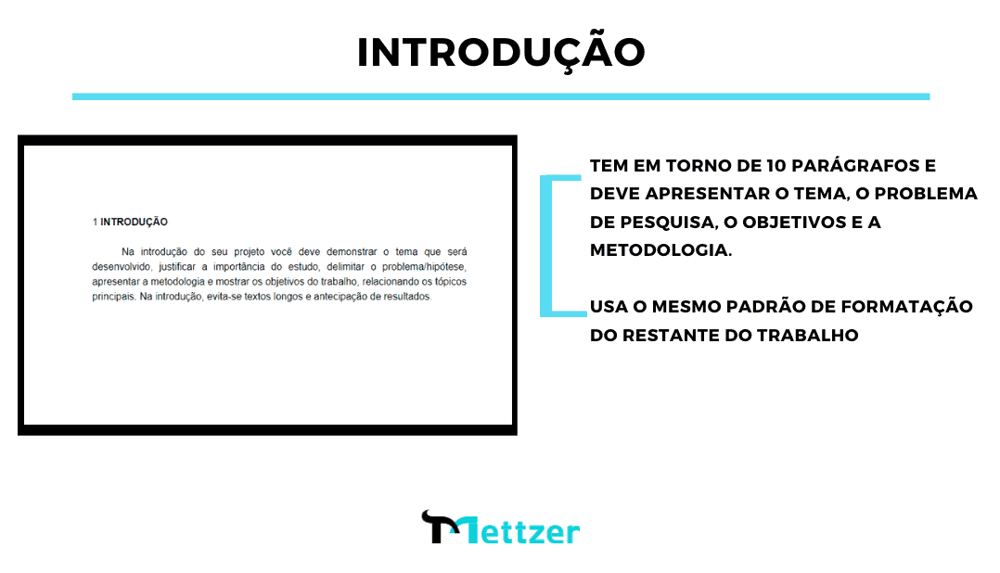 INTRODUÇÃO
1 INTRODUÇÃO
Na introdução do seu projeto você deve demonstrar o tema que será
desenvolvido, justificar a importância do estudo, delimitar o problema/hipótese,
apresentar a metodologia e mostrar os objetivos do trabalho, relacionando os tópicos
principais. Na introdução, evita-se textos longos e antecipação de resultados.
TEM EM TORNO DE 10 PARÁGRAFOS E
DEVE APRESENTAR O TEMA, O PROBLEMA
DE PESQUISA, O OBJETIVOS E A
METODOLOGIA.
USA O MESMO PADRÃO DE FORMATAÇÃO
DO RESTANTE DO TRABALHO
Mettzer